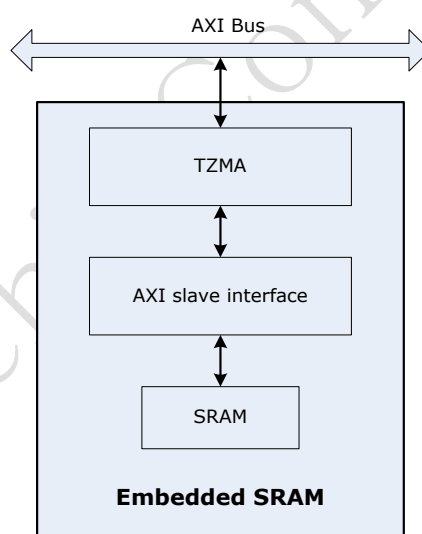 AXI Bus
TZMA
AXI slave interface
SRAM
Embedded SRAM